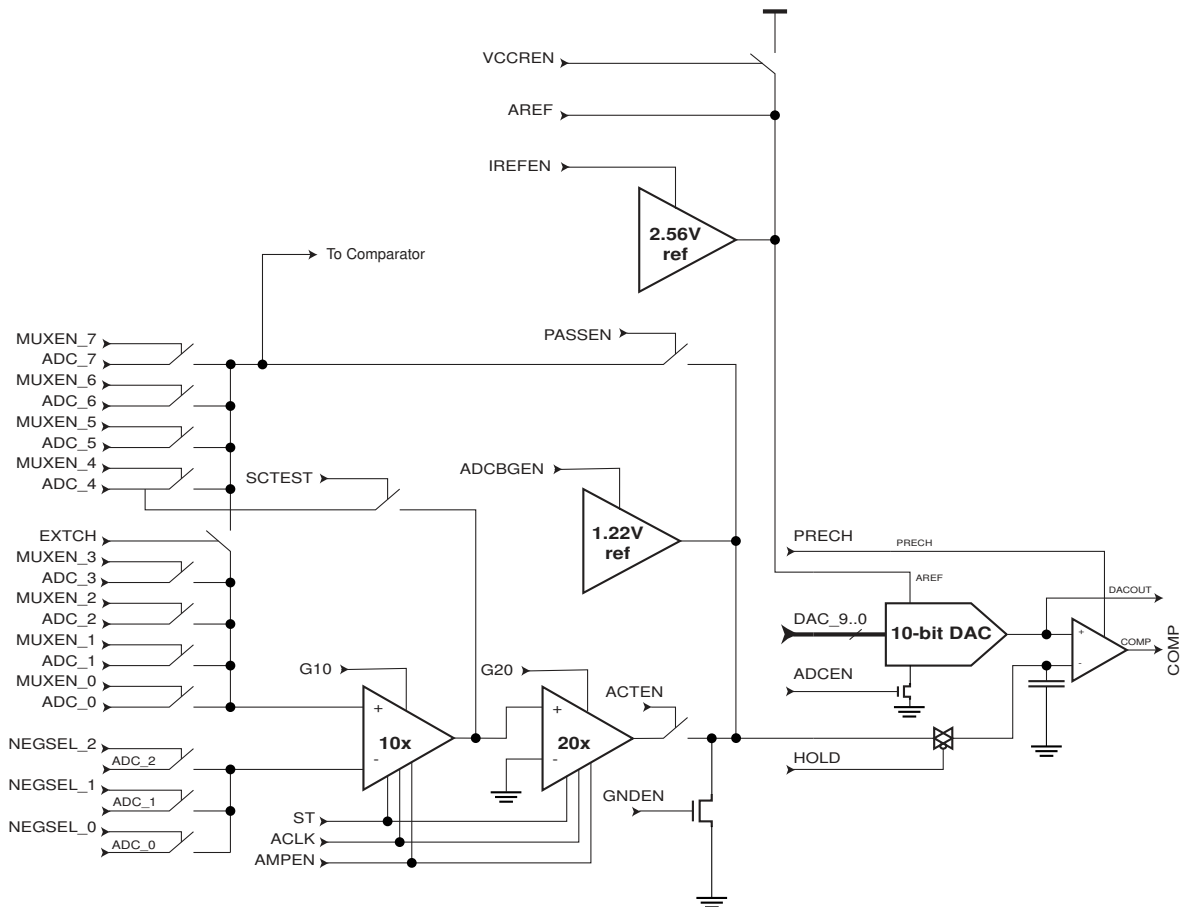 VCCREN
AREF
IREFEN
2.56V
ref
To Comparator
MUXEN_7
ADC_7
MUXEN_6
ADC_6
MUXEN_5
ADC_5
MUXEN_4
ADC_4
PASSEN
SCTEST
ADCBGEN
1.22V
ref
EXTCH
MUXEN_3
ADC_3
MUXEN_2
ADC_2
MUXEN_1
ADC_1
MUXEN_0
ADC_0
PRECH
PRECH
AREF
DACOUT
DAC_9..0
10-bit DAC
+
-
COMP
COMP
ADCEN
HOLD
G10
+
10x
-
G20
+
20x
-
ACTEN
NEGSEL_2
ADC_2
NEGSEL_1
ADC_1
NEGSEL_0
ADC_0
ST
ACLK
AMPEN
GNDEN